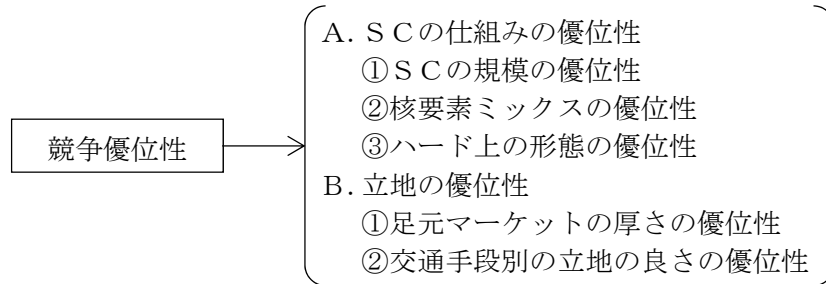 競争優位性
A. SCの仕組みの優位性
①SCの規模の優位性
②核要素ミックスの優位性
③ハード上の形態の優位性
B. 立地の優位性
①足元マーケットの厚さの優位性
②交通手段別の立地の良さの優位性